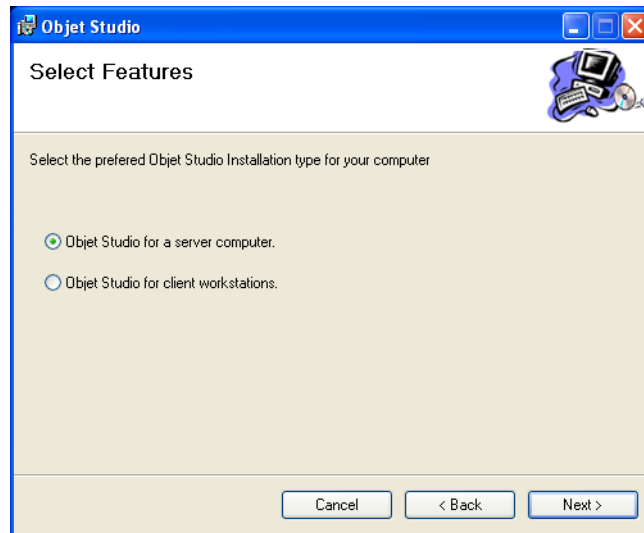 Objet Studio
Select Features
Select the prefered Objet Studio Installation type for your computer
Objet Studio for a server computer.
Objet Studio for client workstations.
Cancel
< Back
Next >